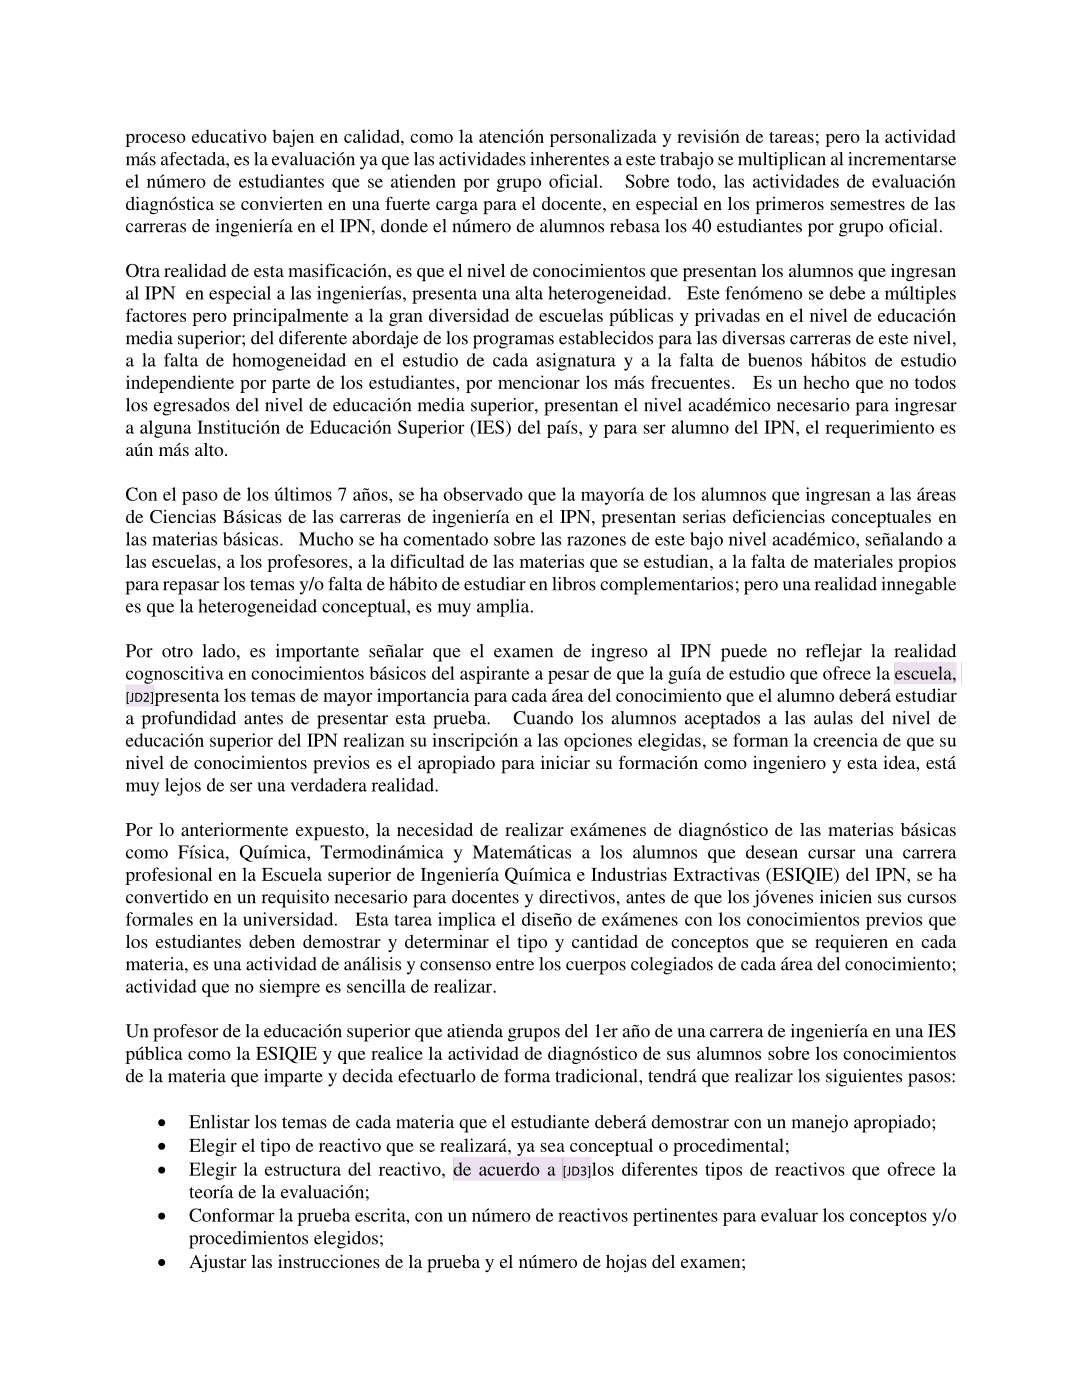 proceso educativo bajen en calidad, como la atención personalizada y revisión de tareas; pero la actividad
más afectada, es la evaluación ya que las actividades inherentes a este trabajo se multiplican al incrementarse
el número de estudiantes que se atienden por grupo oficial. Sobre todo, las actividades de evaluación
diagnóstica se convierten en una fuerte carga para el docente, en especial en los primeros semestres de las
carreras de ingeniería en el IPN, donde el número de alumnos rebasa los 40 estudiantes por grupo oficial.
Otra realidad de esta masificación, es que el nivel de conocimientos que presentan los alumnos que ingresan
al IPN en especial a las ingenierías, presenta una alta heterogeneidad. Este fenómeno se debe a múltiples
factores pero principalmente a la gran diversidad de escuelas públicas y privadas en el nivel de educación
media superior; del diferente abordaje de los programas establecidos para las diversas carreras de este nivel,
a la falta de homogeneidad en el estudio de cada asignatura y a la falta de buenos hábitos de estudio
independiente por parte de los estudiantes, por mencionar los más frecuentes. Es un hecho que no todos
los egresados del nivel de educación media superior, presentan el nivel académico necesario para ingresar
a alguna Institución de Educación Superior (IES) del país, y para ser alumno del IPN, el requerimiento es
aún más alto.
Con el paso de los últimos 7 años, se ha observado que la mayoría de los alumnos que ingresan a las áreas
de Ciencias Básicas de las carreras de ingeniería en el IPN, presentan serias deficiencias conceptuales en
las materias básicas. Mucho se ha comentado sobre las razones de este bajo nivel académico, señalando a
las escuelas, a los profesores, a la dificultad de las materias que se estudian, a la falta de materiales propios
para repasar los temas y/o falta de hábito de estudiar en libros complementarios; pero una realidad innegable
es que la heterogeneidad conceptual, es muy amplia.
Por otro lado, es importante señalar que el examen de ingreso al IPN puede no reflejar la realidad
cognoscitiva en conocimientos básicos del aspirante a pesar de que la guía de estudio que ofrece la escuela,
[JD2]presenta los temas de mayor importancia para cada área del conocimiento que el alumno deberá estudiar
a profundidad antes de presentar esta prueba. Cuando los alumnos aceptados a las aulas del nivel de
educación superior del IPN realizan su inscripción a las opciones elegidas, se forman la creencia de que su
nivel de conocimientos previos es el apropiado para iniciar su formación como ingeniero y esta idea, está
muy lejos de ser una verdadera realidad.
Por lo anteriormente expuesto, la necesidad de realizar exámenes de diagnóstico de las materias básicas
como Física, Química, Termodinámica y Matemáticas a los alumnos que desean cursar una carrera
profesional en la Escuela superior de Ingeniería Química e Industrias Extractivas (ESIQIE) del IPN, se ha
convertido en un requisito necesario para docentes y directivos, antes de que los jóvenes inicien sus cursos
formales en la universidad. Esta tarea implica el diseño de exámenes con los conocimientos previos que
los estudiantes deben demostrar y determinar el tipo y cantidad de conceptos que se requieren en cada
materia, es una actividad de análisis y consenso entre los cuerpos colegiados de cada área del conocimiento;
actividad que no siempre es sencilla de realizar.
Un profesor de la educación superior que atienda grupos del 1er año de una carrera de ingeniería en una IES
pública como la ESIQIE y que realice la actividad de diagnóstico de sus alumnos sobre los conocimientos
de la materia que imparte y decida efectuarlo de forma tradicional, tendrá que realizar los siguientes pasos:
• Enlistar los temas de cada materia que el estudiante deberá demostrar con un manejo apropiado;
• Elegir el tipo de reactivo que se realizará, ya sea conceptual o procedimental;
• Elegir la estructura del reactivo, de acuerdo a [JD3]los diferentes tipos de reactivos que ofrece la
teoría de la evaluación;
• Conformar la prueba escrita, con un número de reactivos pertinentes para evaluar los conceptos y/o
procedimientos elegidos;
• Ajustar las instrucciones de la prueba y el número de hojas del examen;